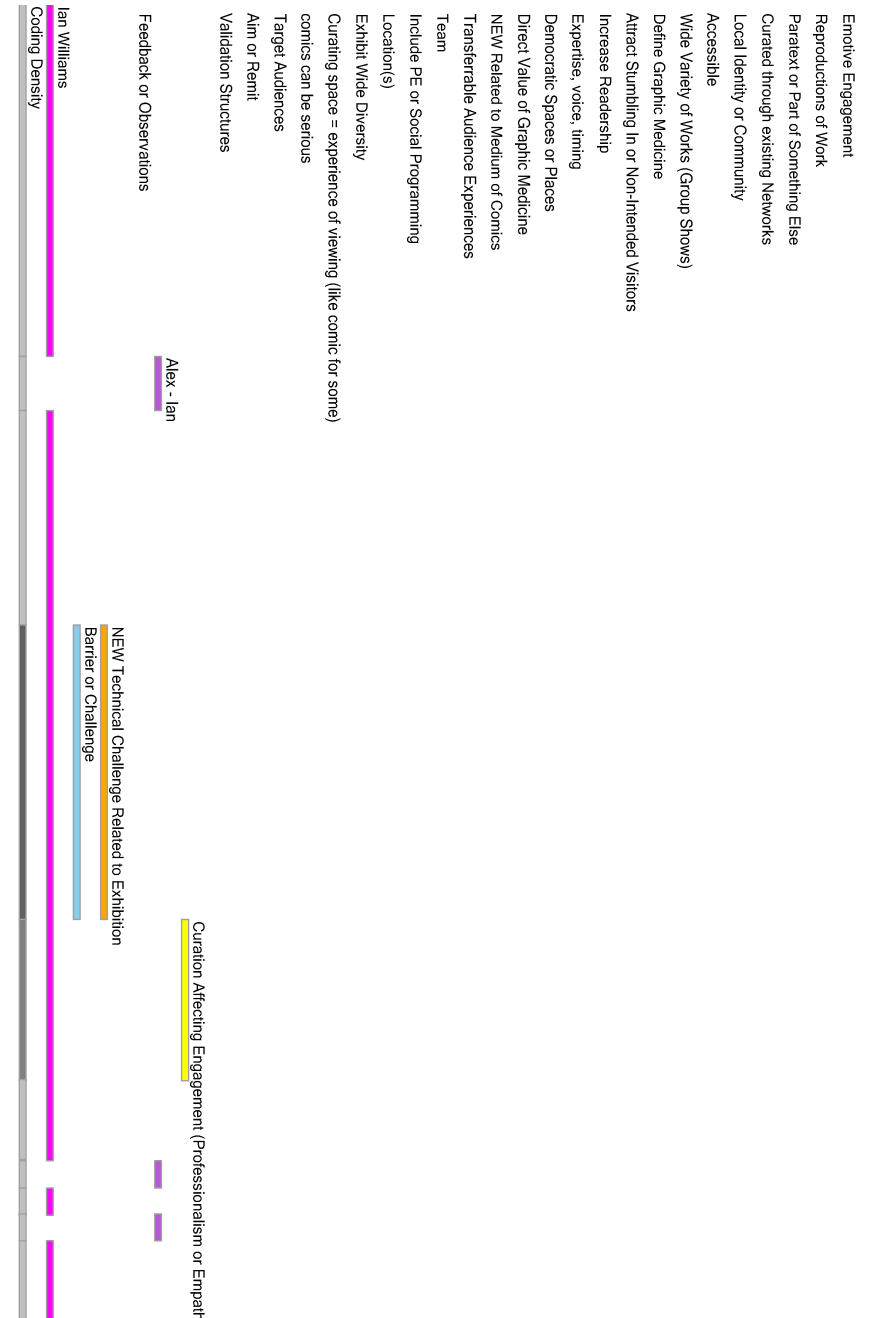 Emotive Engagement
Reproductions of Work
Paratext or Part of Something Else
Curated through existing Networks
Local Identity or Community
Accessible
Wide Variety of Works (Group Shows)
Define Graphic Medicine
Attract Stumbling In or Non-Intended Visitors
Increase Readership
Expertise, voice, timing
Democratic Spaces or Places
Direct Value of Graphic Medicine
NEW Related to Medium of Comics
Transferrable Audience Experiences
Team
Include PE or Social Programming
Location(s)
Exhibit Wide Diversity
Curating space = experience of viewing (like comic for some)
comics can be serious
Target Audiences
Aim or Remit
Validation Structures
Curation Affecting Engagement (Professionalism or Empath
Alex - Ian
Feedback or Observations
NEW Technical Challenge Related to Exhibition
Barrier or Challenge
Ian Williams
Coding Density